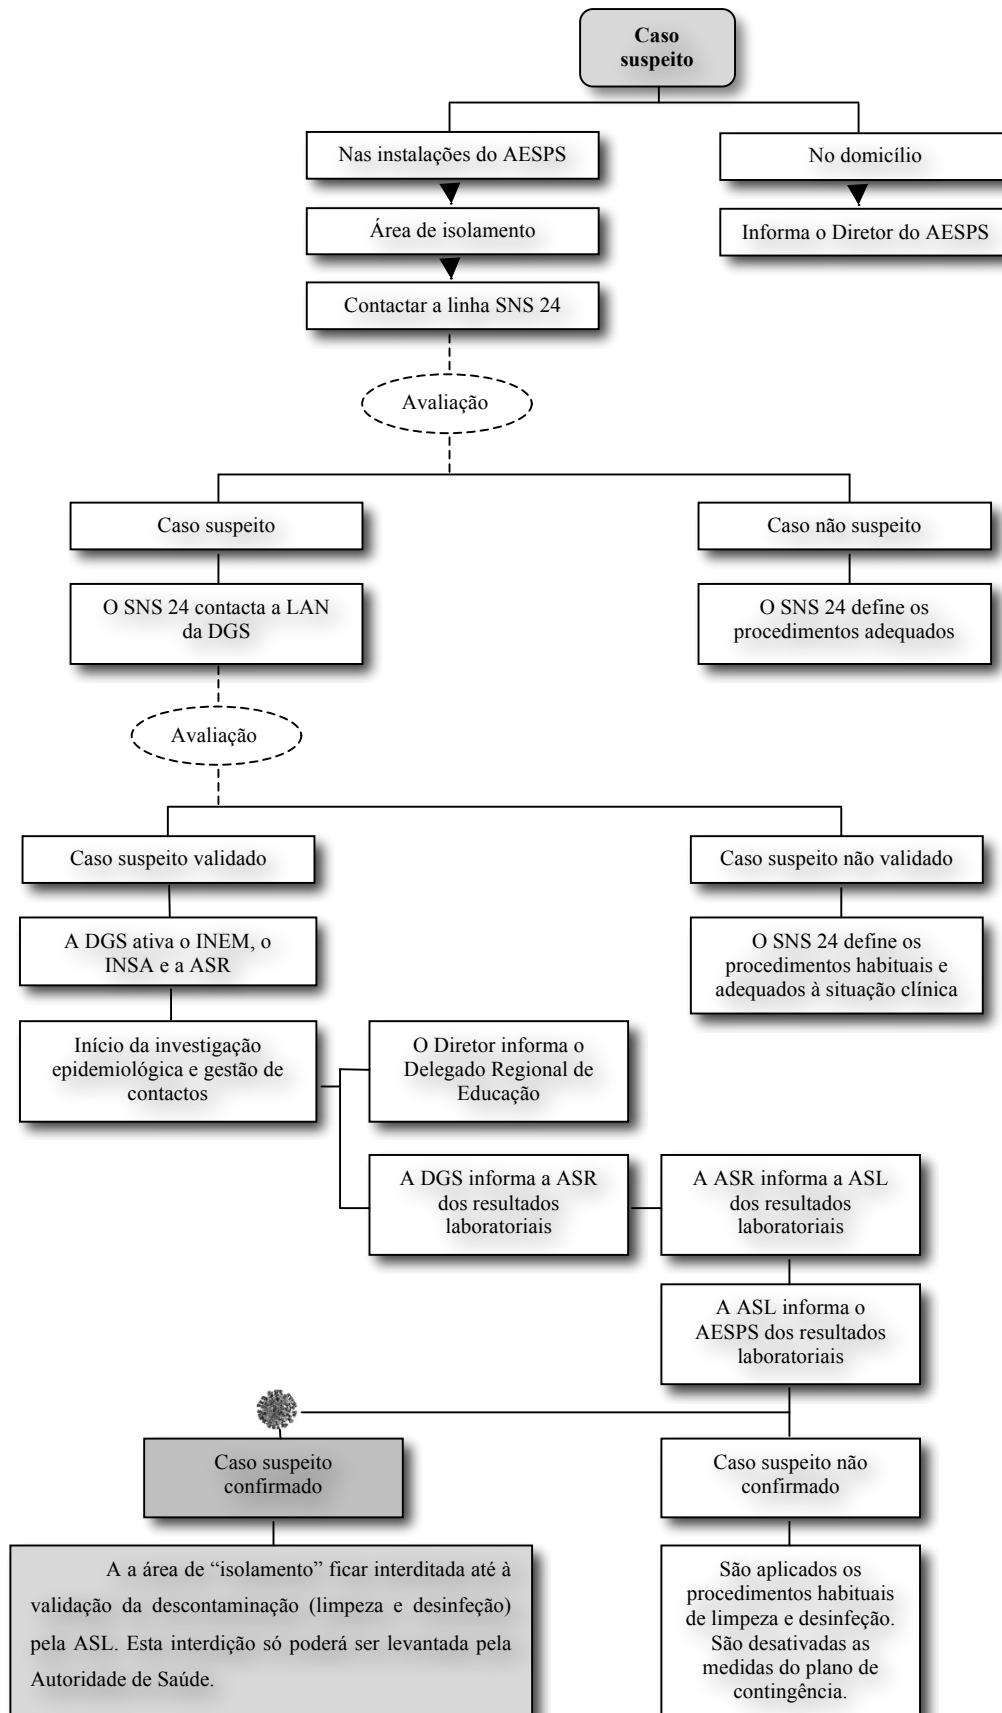 Caso
suspeito
Nas instalações do AESPS
No domicílio
Área de isolamento
Informa o Diretor do AESPS
Contactar a linha SNS 24
Avaliação
Caso suspeito
Caso não suspeito
O SNS 24 contacta a LAN
da DGS
O SNS 24 define os
procedimentos adequados
Avaliação
Caso suspeito validado
Caso suspeito não validado
A DGS ativa o INEM, o
INSA e a ASR
O SNS 24 define os
procedimentos habituais e
adequados à situação clínica
Início da investigação
epidemiológica e gestão de
contactos
O Diretor informa o
Delegado Regional de
Educação
A DGS informa a ASR
dos resultados
laboratoriais
A ASR informa a ASL
dos resultados
laboratoriais
A ASL informa o
AESPS dos resultados
laboratoriais
Caso suspeito
confirmado
Caso suspeito não
confirmado
A a área de “isolamento” ficar interditada até à
validação da descontaminação (limpeza e desinfeção)
pela ASL. Esta interdição só poderá ser levantada pela
Autoridade de Saúde.
São aplicados os
procedimentos habituais
de limpeza e desinfeção.
São desativadas as
medidas do plano de
contingência.